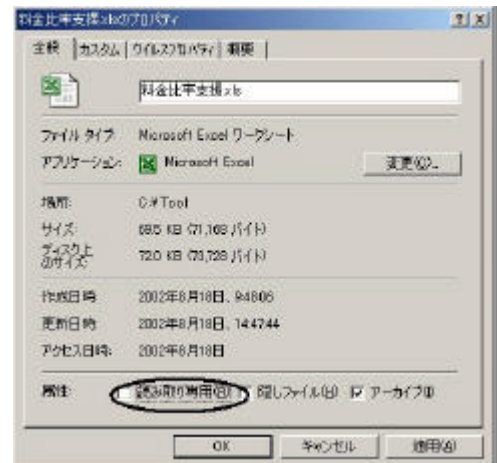 料金比率支援.xlsのプロパティ
全般 カスタム ウイルスプロパティ 概要
料金比率支援.xls
ファイル タイプ: Microsoft Excel ワークシート
アプリケーション: Microsoft Excel 変更(C)...
場所: C:¥Tool
サイズ: 69.5 KB (71,168 バイト)
ディスク上
のサイズ: 72.0 KB (73,728 バイト)
作成日時: 2002年8月18日、9:48:06
更新日時: 2002年8月18日、14:47:44
アクセス日時: 2002年8月18日
属性: 読み取り専用(R) 隠しファイル(H) アーカイブ(I)
OK キャンセル 適用(A)